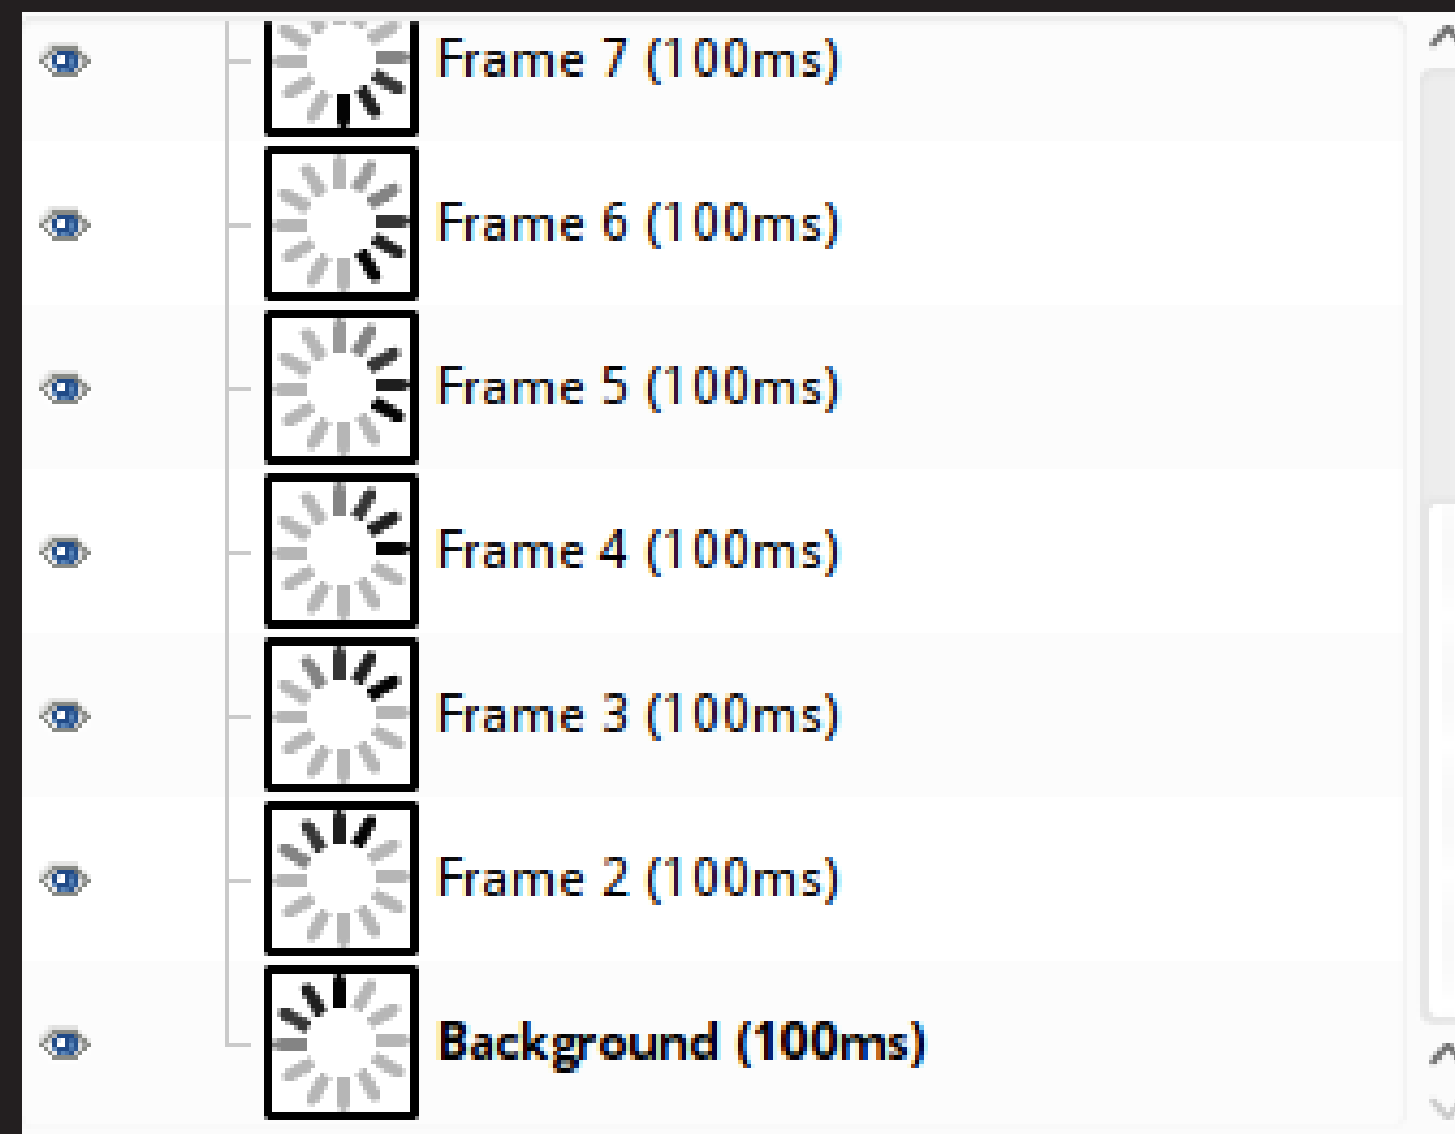 Frame 7 (100ms)
Frame 6 (100ms)
Frame 5 (100ms)
Frame 4 (100ms)
Frame 3 (100ms)
Frame 2 (100ms)
Background (100ms)